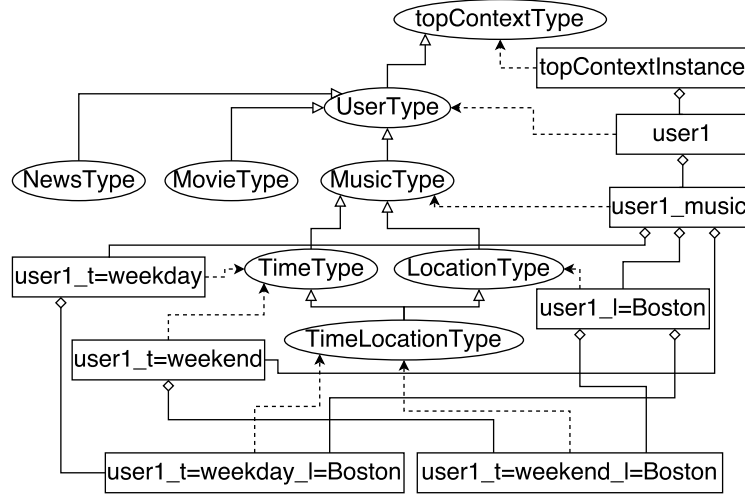 topContextType
topContextInstance
UserType
user1
NewsType
MovieType
MusicType
user1_music
user1_t=weekday
TimeType
LocationType
user1_l=Boston
TimeLocationType
user1_t=weekend
user1_t=weekday_l=Boston
user1_t=weekend_l=Boston